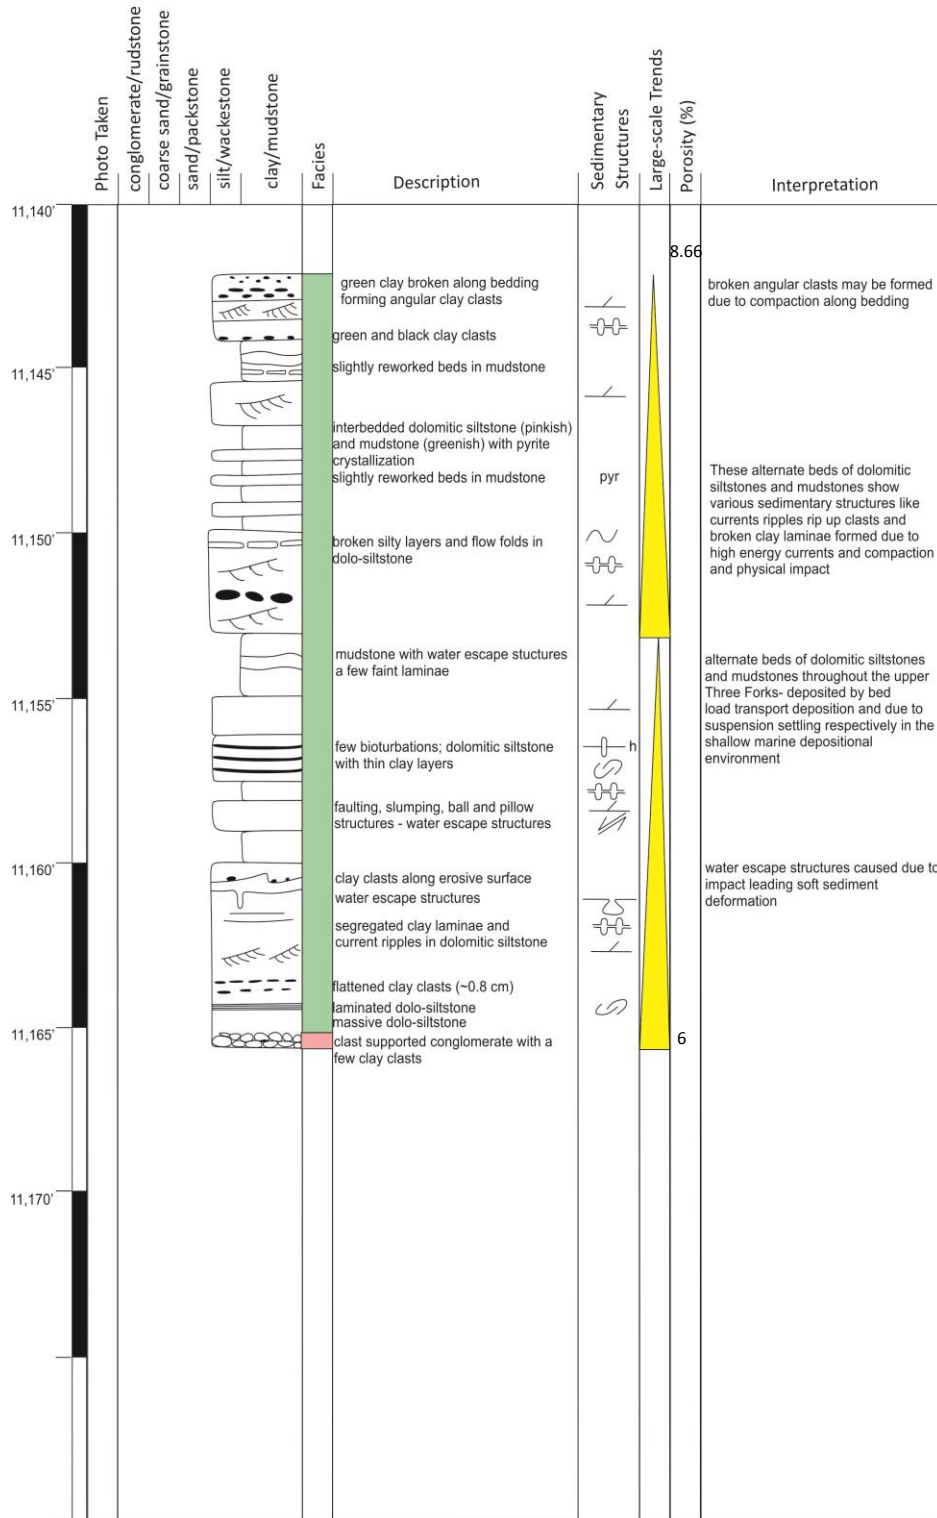 Photo Taken
conglomerate/rudstone
coarse sand/grainstone
sand/packstone
silt/wackestone
clay/mudstone
Facies
Description
Sedimentary
Structures
Large-scale Trends
Porosity (%)
Interpretation
11,140'
8.66
green clay broken along bedding
forming angular clay clasts
broken angular clasts may be formed
due to compaction along bedding
green and black clay clasts
11,145'
slightly reworked beds in mudstone
interbedded dolomitic siltstone (pinkish)
and mudstone (greenish) with pyrite
crystallization
slightly reworked beds in mudstone
pyr
These alternate beds of dolomitic
siltstones and mudstones show
various sedimentary structures like
currents ripples rip up clasts and
broken clay laminae formed due to
high energy currents and compaction
and physical impact
11,150'
broken silty layers and flow folds in
dolo-siltstone
mudstone with water escape stuctures
a few faint laminae
alternate beds of dolomitic siltstones
and mudstones throughout the upper
Three Forks- deposited by bed
load transport deposition and due to
suspension settling respectively in the
shallow marine depositional
environment
11,155'
few bioturbations; dolomitic siltstone
with thin clay layers
h
faulting, slumping, ball and pillow
structures - water escape structures
11,160'
clay clasts along erosive surface
water escape structures
water escape structures caused due to
impact leading soft sediment
deformation
segregated clay laminae and
current ripples in dolomitic siltstone
flattened clay clasts (~0.8 cm)
laminated dolo-siltstone
massive dolo-siltstone
11,165'
6
clast supported conglomerate with a
few clay clasts
11,170'